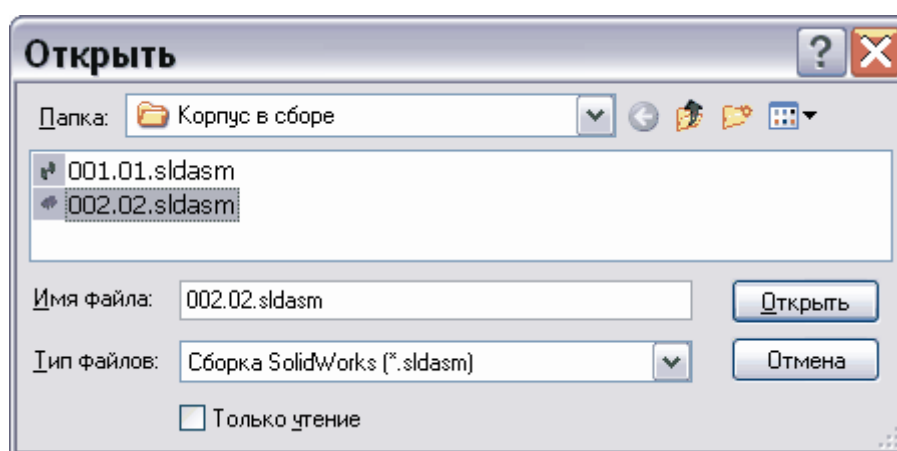 Открыть
Папка: Корпус в сборе
001.01.sldasm
002.02.sldasm
Имя файла: 002.02.sldasm Открыть
Тип файлов: Сборка SolidWorks (*.sldasm) Отмена
Только чтение